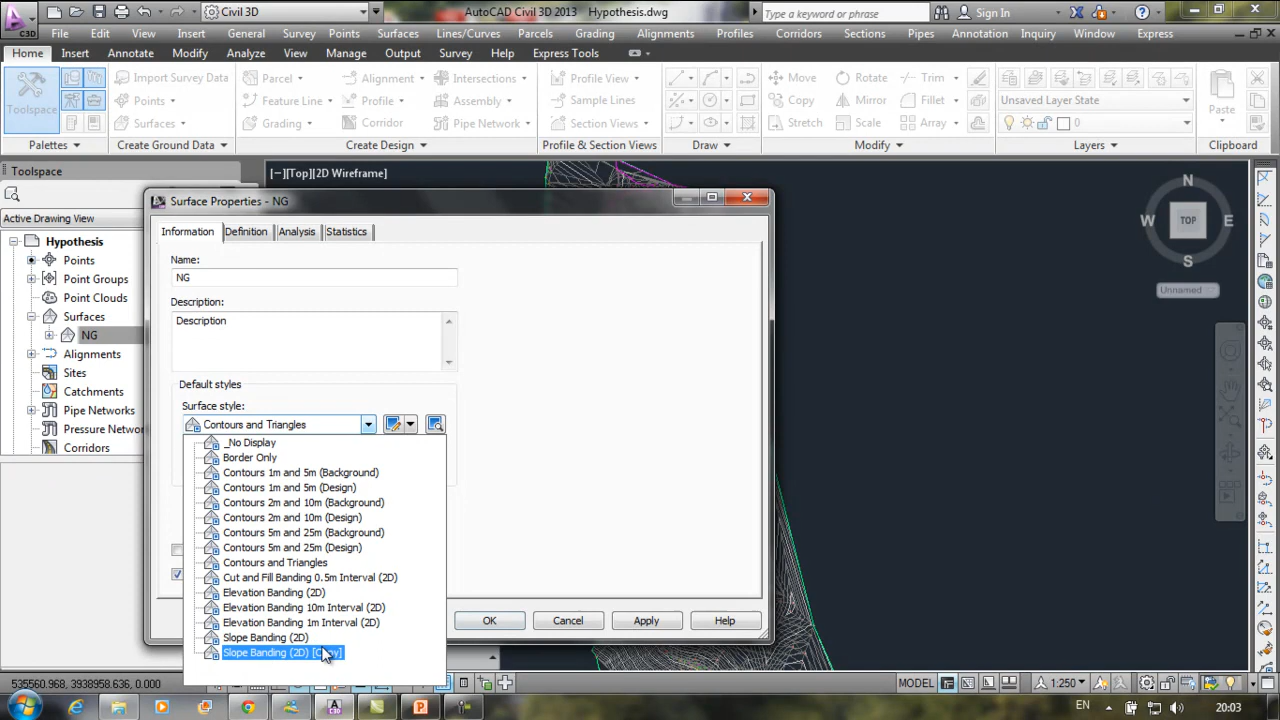 Civil 3D
AutoCAD Civil 3D 2013 Hypothesis.dwg
Type a keyword or phrase
Sign In
C3D
File Edit View Insert General Survey Points Surfaces Lines/Curves Parcels Grading Alignments Profiles Corridors Sections Pipes Annotation Inquiry Window Express
Home Insert Annotate Modify Analyze View Manage Output Survey Help Express Tools
Toolspace
Import Survey Data
Points
Surfaces
Parcel
Feature Line
Grading
Alignment
Profile
Corridor
Intersections
Assembly
Pipe Network
Profile View
Sample Lines
Section Views
Move
Copy
Stretch
Rotate
Mirror
Scale
Trim
Fillet
Array
Unsaved Layer State
0
Paste
Palettes
Create Ground Data
Create Design
Profile & Section Views
Draw
Modify
Layers
Clipboard
Toolspace
Active Drawing View
Hypothesis
Points
Point Groups
Point Clouds
Surfaces
NG
Alignments
Sites
Catchments
Pipe Networks
Pressure Networ
Corridors
[−][Top][2D Wireframe]
N
W TOP E
S
Unnamed
Surface Properties - NG
Information Definition Analysis Statistics
Name:
NG
Description:
Description
Default styles
Surface style:
Contours and Triangles
_No Display
Border Only
Contours 1m and 5m (Background)
Contours 1m and 5m (Design)
Contours 2m and 10m (Background)
Contours 2m and 10m (Design)
Contours 5m and 25m (Background)
Contours 5m and 25m (Design)
Contours and Triangles
Cut and Fill Banding 0.5m Interval (2D)
Elevation Banding (2D)
Elevation Banding 10m Interval (2D)
Elevation Banding 1m Interval (2D)
Slope Banding (2D)
Slope Banding (2D) [Copy]
OK Cancel Apply Help
535560.968, 3938958.636, 0.000
MODEL
1:250
EN
20:03